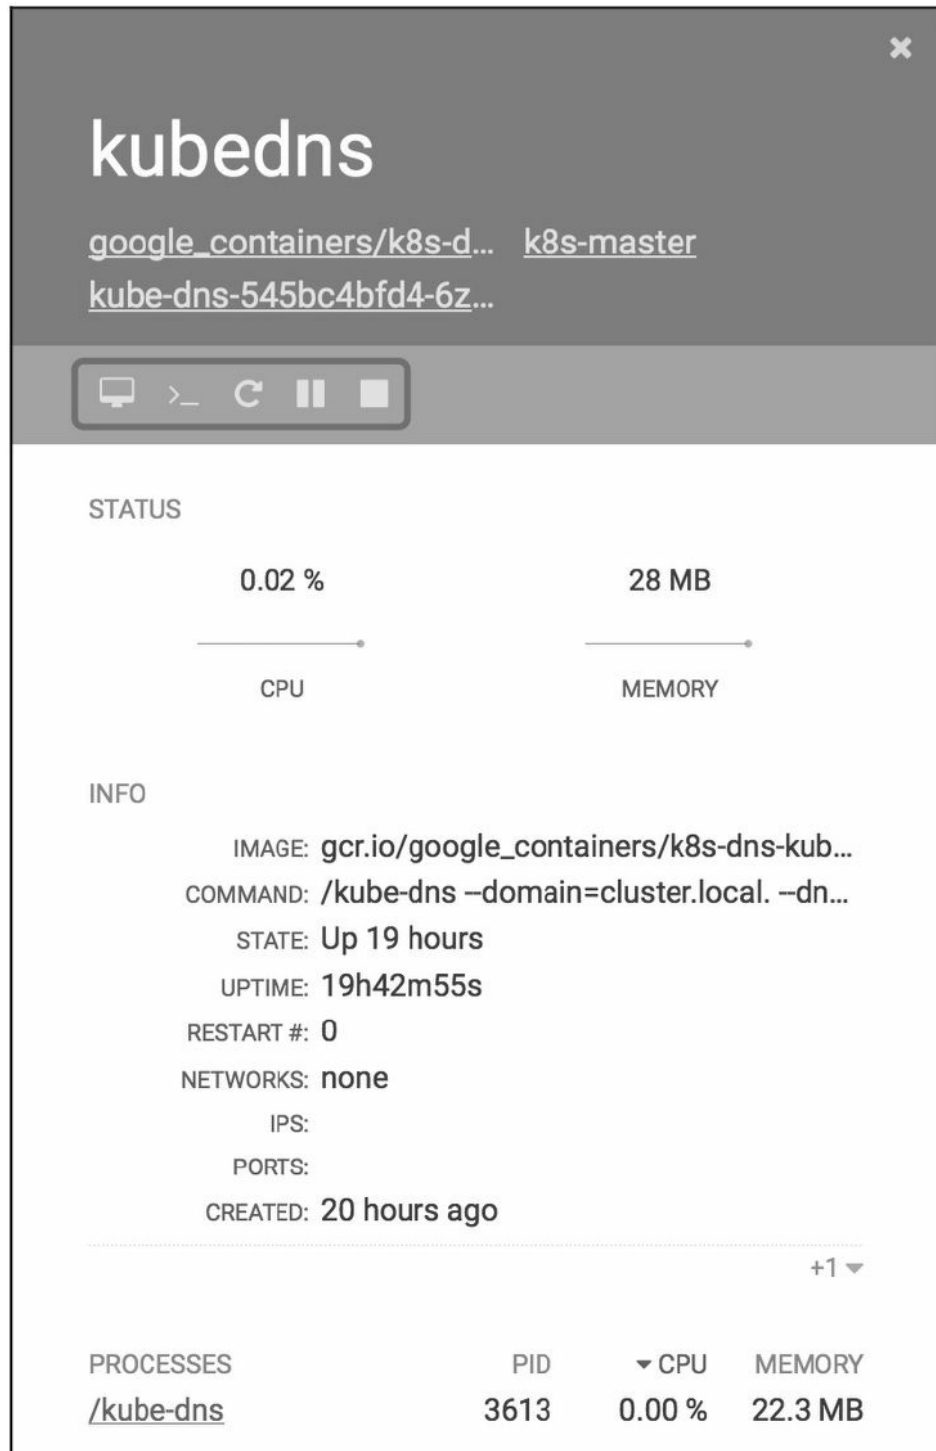 kubedns
google_containers/k8s-d... k8s-master
kube-dns-545bc4bfd4-6z...
STATUS
0.02 % 28 MB
CPU MEMORY
INFO
IMAGE: gcr.io/google_containers/k8s-dns-kub...
COMMAND: /kube-dns --domain=cluster.local. --dn...
STATE: Up 19 hours
UPTIME: 19h42m55s
RESTART #: 0
NETWORKS: none
IPS:
PORTS:
CREATED: 20 hours ago
+1
PROCESSES PID CPU MEMORY
/kube-dns 3613 0.00 % 22.3 MB